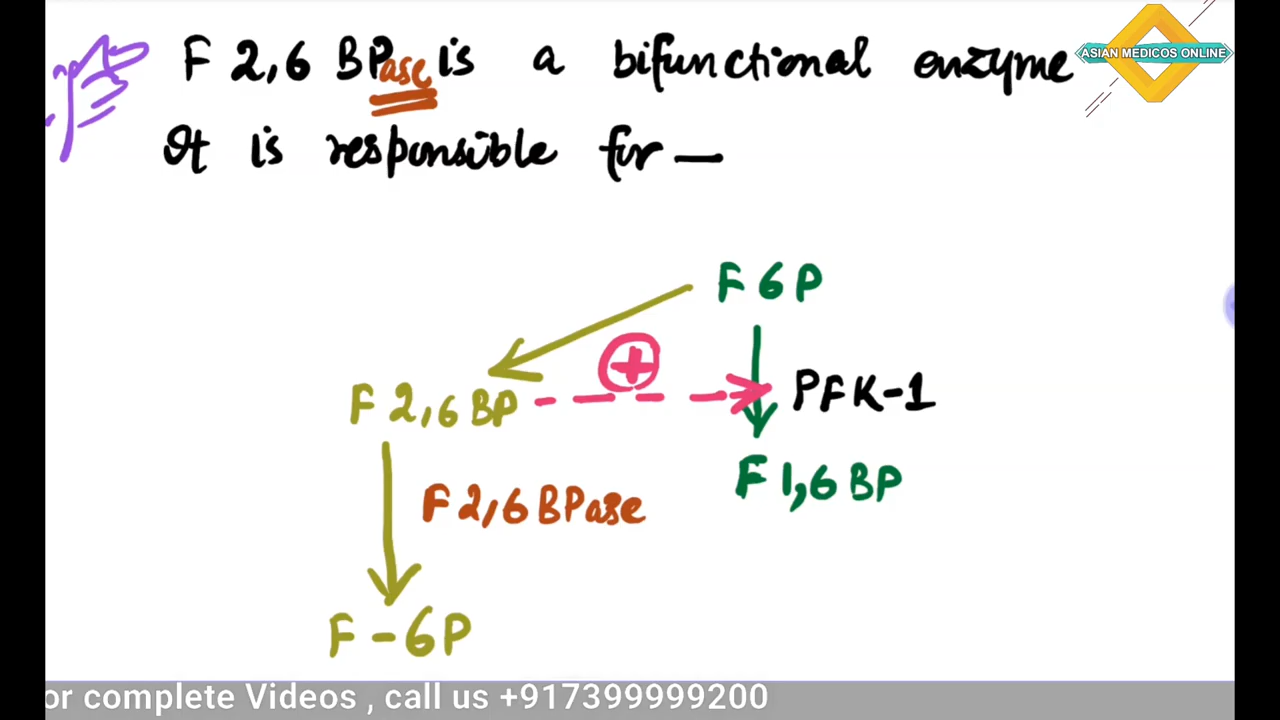 F 2,6 BPase is a bifunctional enzyme
ASIAN MEDICOS ONLINE
It is responsible for —
F 6P
F 2,6 BP
PFK-1
F 1,6 BP
F 2,6 BPase
F - 6P
or complete Videos , call us +917399999200